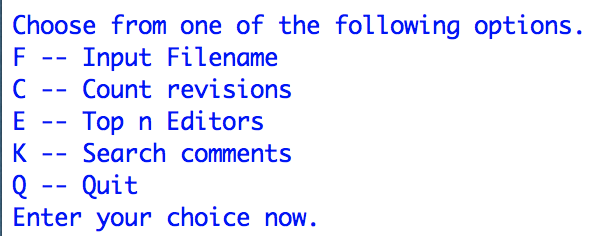 Choose from one of the following options.
F -- Input Filename
C -- Count revisions
E -- Top n Editors
K -- Search comments
Q -- Quit
Enter your choice now.